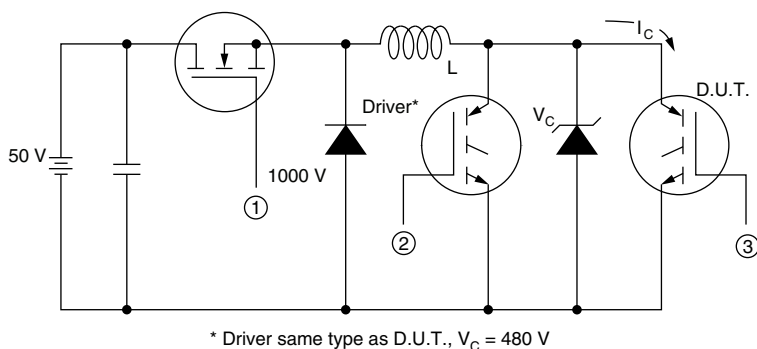 I_C
L
D.U.T.
Driver*
V_C
50 V
1000 V
①
②
③
* Driver same type as D.U.T., V_C = 480 V